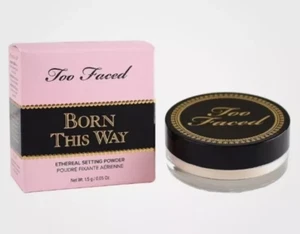 Too Faced
BORN
THIS WAY
ETHEREAL SETTING POWDER
POUDRE FIXANTE AÉRIENNE
Too
Faced